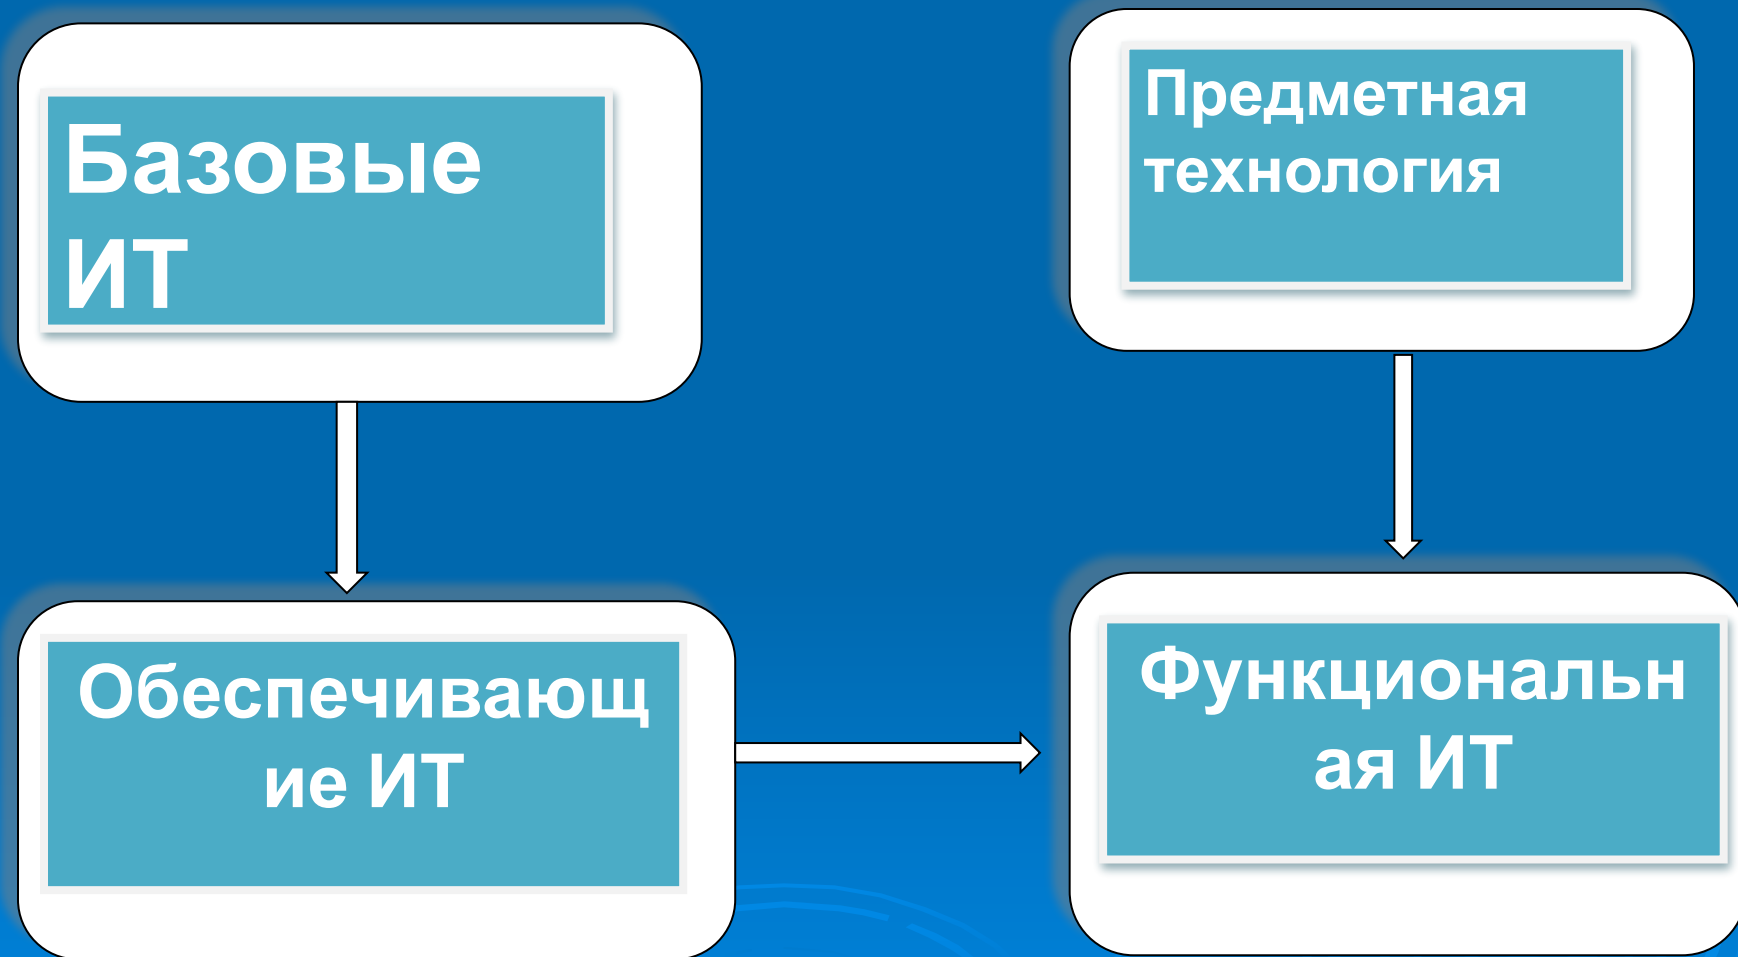 Базовые
ИТ
Предметная
технология
Обеспечивающ
ие ИТ
Функциональн
ая ИТ